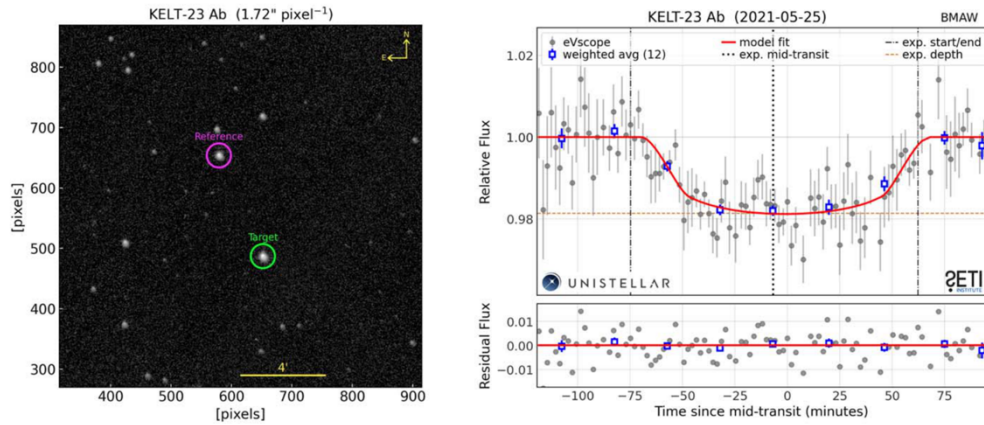 KELT-23 Ab (1.72" pixel⁻¹)
800
700
600
500
400
300
[pixels]
400
500
600
700
800
900
[pixels]
N
E
Reference
Target
4'
KELT-23 Ab (2021-05-25)
BMAW
eVscope
weighted avg (12)
model fit
exp. mid-transit
exp. start/end
exp. depth
1.02
1.00
0.98
Relative Flux
UNISTELLAR
SETI
INSTITUTE
0.01
0.00
−0.01
Residual Flux
−100
−75
−50
−25
0
25
50
75
Time since mid-transit (minutes)